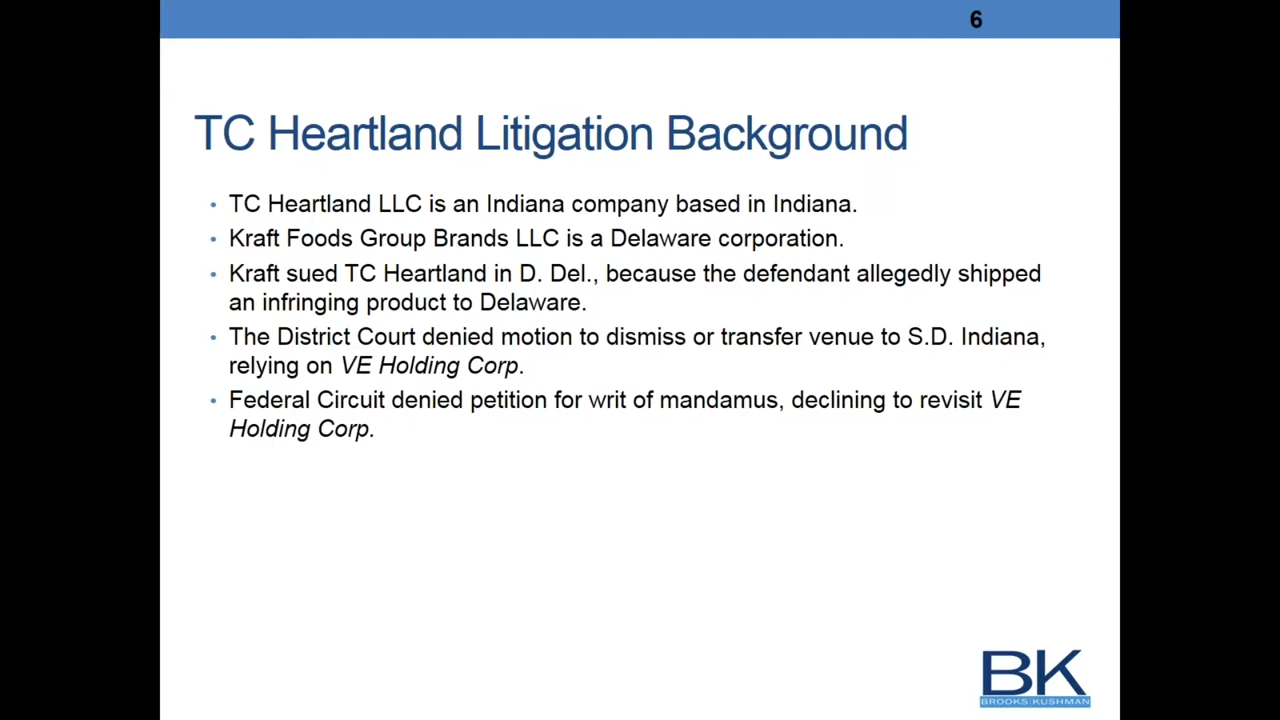 6
TC Heartland Litigation Background
• TC Heartland LLC is an Indiana company based in Indiana.
• Kraft Foods Group Brands LLC is a Delaware corporation.
• Kraft sued TC Heartland in D. Del., because the defendant allegedly shipped
an infringing product to Delaware.
• The District Court denied motion to dismiss or transfer venue to S.D. Indiana,
relying on VE Holding Corp.
• Federal Circuit denied petition for writ of mandamus, declining to revisit VE
Holding Corp.
BK
BROOKS KUSHMAN